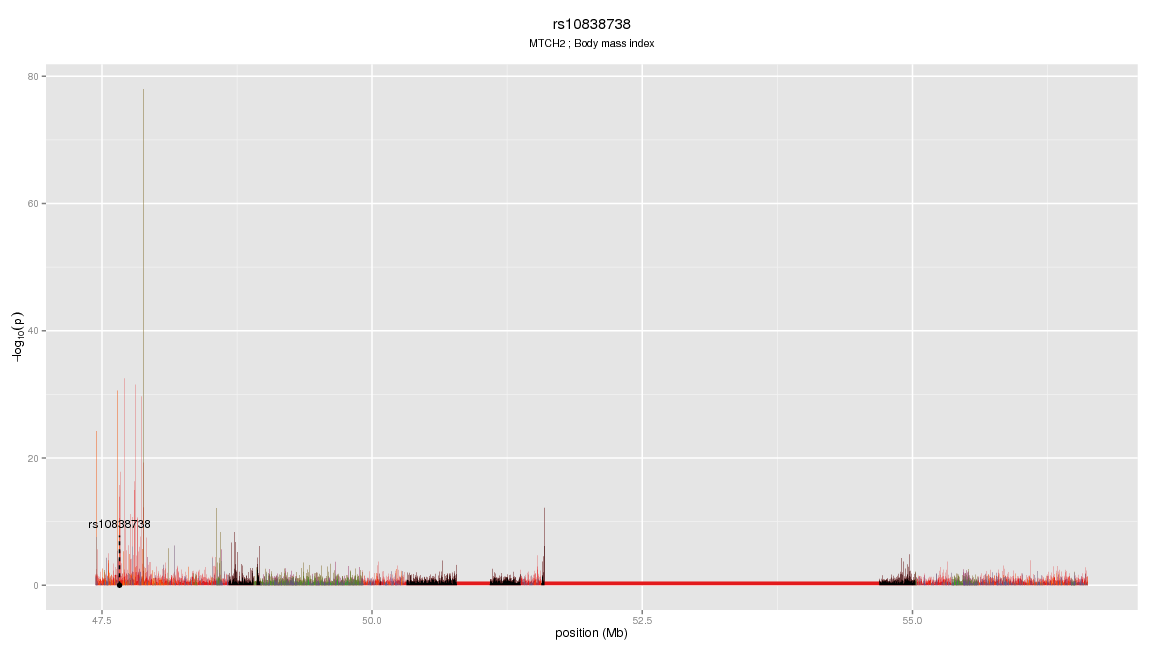 rs10838738
MTCH2 ; Body mass index
80
60
40
20
0
−log10(p)
rs10838738
47.5 50.0 52.5 55.0
position (Mb)